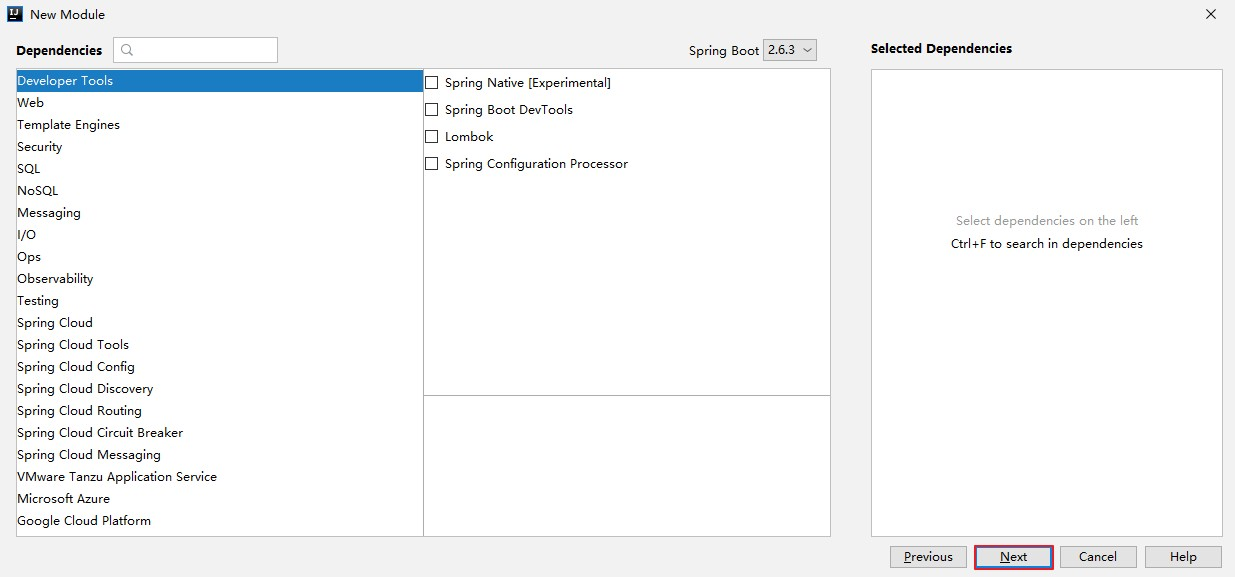 New Module
Dependencies
Spring Boot 2.6.3
Selected Dependencies
Developer Tools
Web
Template Engines
Security
SQL
NoSQL
Messaging
I/O
Ops
Observability
Testing
Spring Cloud
Spring Cloud Tools
Spring Cloud Config
Spring Cloud Discovery
Spring Cloud Routing
Spring Cloud Circuit Breaker
Spring Cloud Messaging
VMware Tanzu Application Service
Microsoft Azure
Google Cloud Platform
Spring Native [Experimental]
Spring Boot DevTools
Lombok
Spring Configuration Processor
Select dependencies on the left
Ctrl+F to search in dependencies
Previous
Next
Cancel
Help